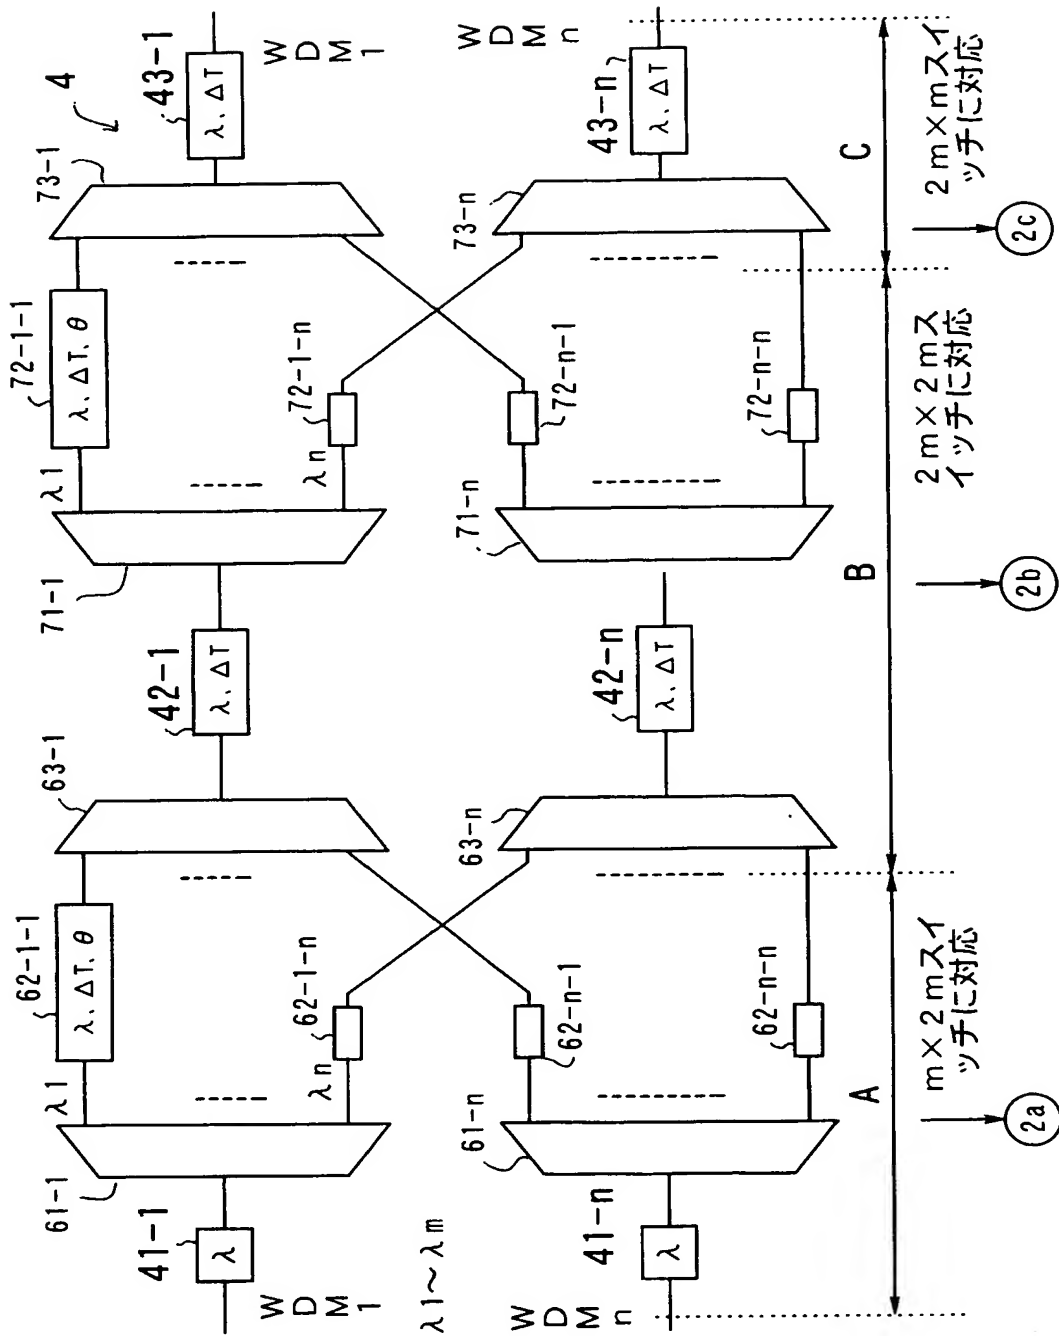 4
WDM1
41-1
λ
61-1
λ1
62-1-1
λ、ΔT、θ
λn
62-1-n
63-1
42-1
λ、ΔT
71-1
λ1
72-1-1
λ、ΔT、θ
λn
72-1-n
73-1
43-1
λ、ΔT
WDM1
λ1～λm
WDMn
41-n
λ
61-n
62-n-1
62-n-n
63-n
42-n
λ、ΔT
71-n
72-n-1
72-n-n
73-n
43-n
λ、ΔT
WDMn
A
B
C
m×2mスイ
ッチに対応
2m×2mス
イッチに対応
2m×mスイ
ッチに対応
2a
2b
2c